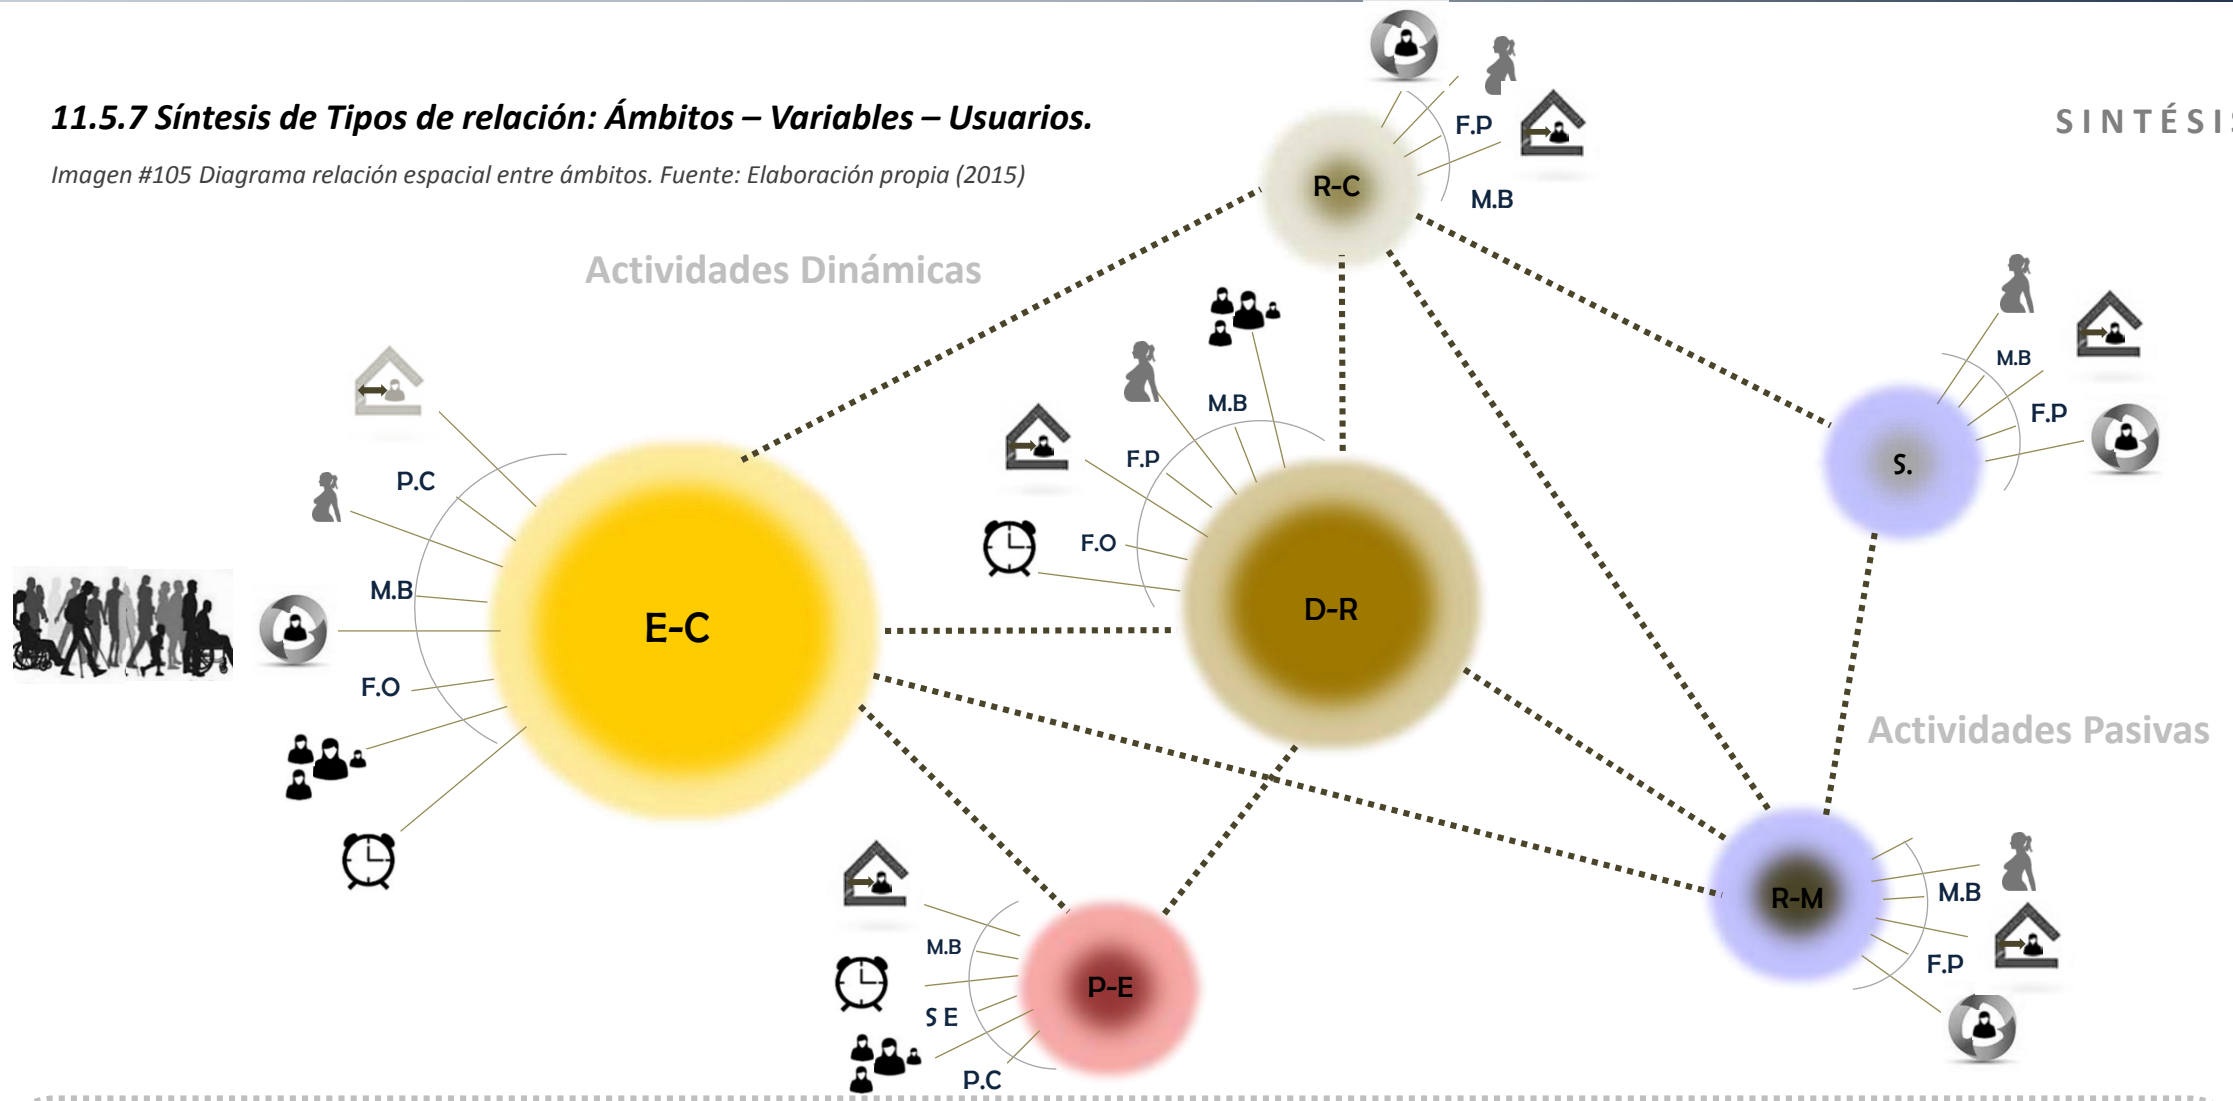 11.5.7 Síntesis de Tipos de relación: Ámbitos – Variables – Usuarios.
SINTÉSIS
Imagen #105 Diagrama relación espacial entre ámbitos. Fuente: Elaboración propia (2015)
Actividades Dinámicas
R-C
F.P
M.B
M.B
F.P
S.
P.C
M.B
F.O
E-C
M.B
F.P
F.O
D-R
Actividades Pasivas
M.B
S E
P.C
P-E
R-M
M.B
F.P